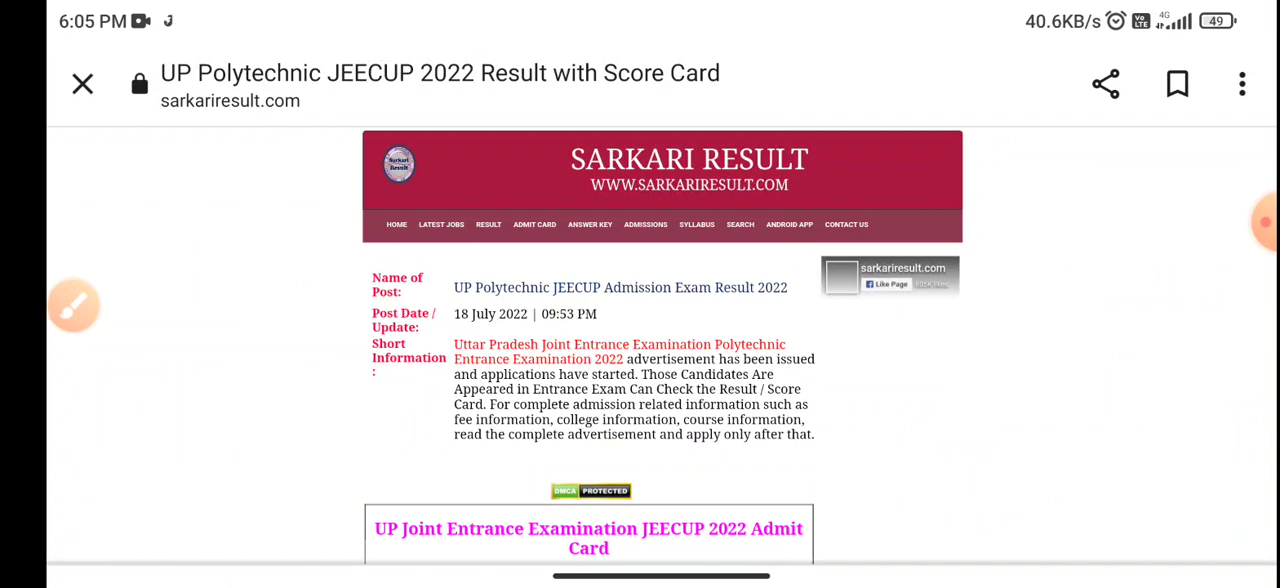 6:05 PM
40.6KB/s Vo LTE 4G 49
UP Polytechnic JEECUP 2022 Result with Score Card
sarkariresult.com
Sarkari
Result
SARKARI RESULT
WWW.SARKARIRESULT.COM
HOME LATEST JOBS RESULT ADMIT CARD ANSWER KEY ADMISSIONS SYLLABUS SEARCH ANDROID APP CONTACT US
sarkariresult.com
Like Page
Name of
Post:
UP Polytechnic JEECUP Admission Exam Result 2022
Post Date /
Update:
18 July 2022 | 09:53 PM
Short
Information
:
Uttar Pradesh Joint Entrance Examination Polytechnic
Entrance Examination 2022 advertisement has been issued
and applications have started. Those Candidates Are
Appeared in Entrance Exam Can Check the Result / Score
Card. For complete admission related information such as
fee information, college information, course information,
read the complete advertisement and apply only after that.
DMCA PROTECTED
UP Joint Entrance Examination JEECUP 2022 Admit
Card